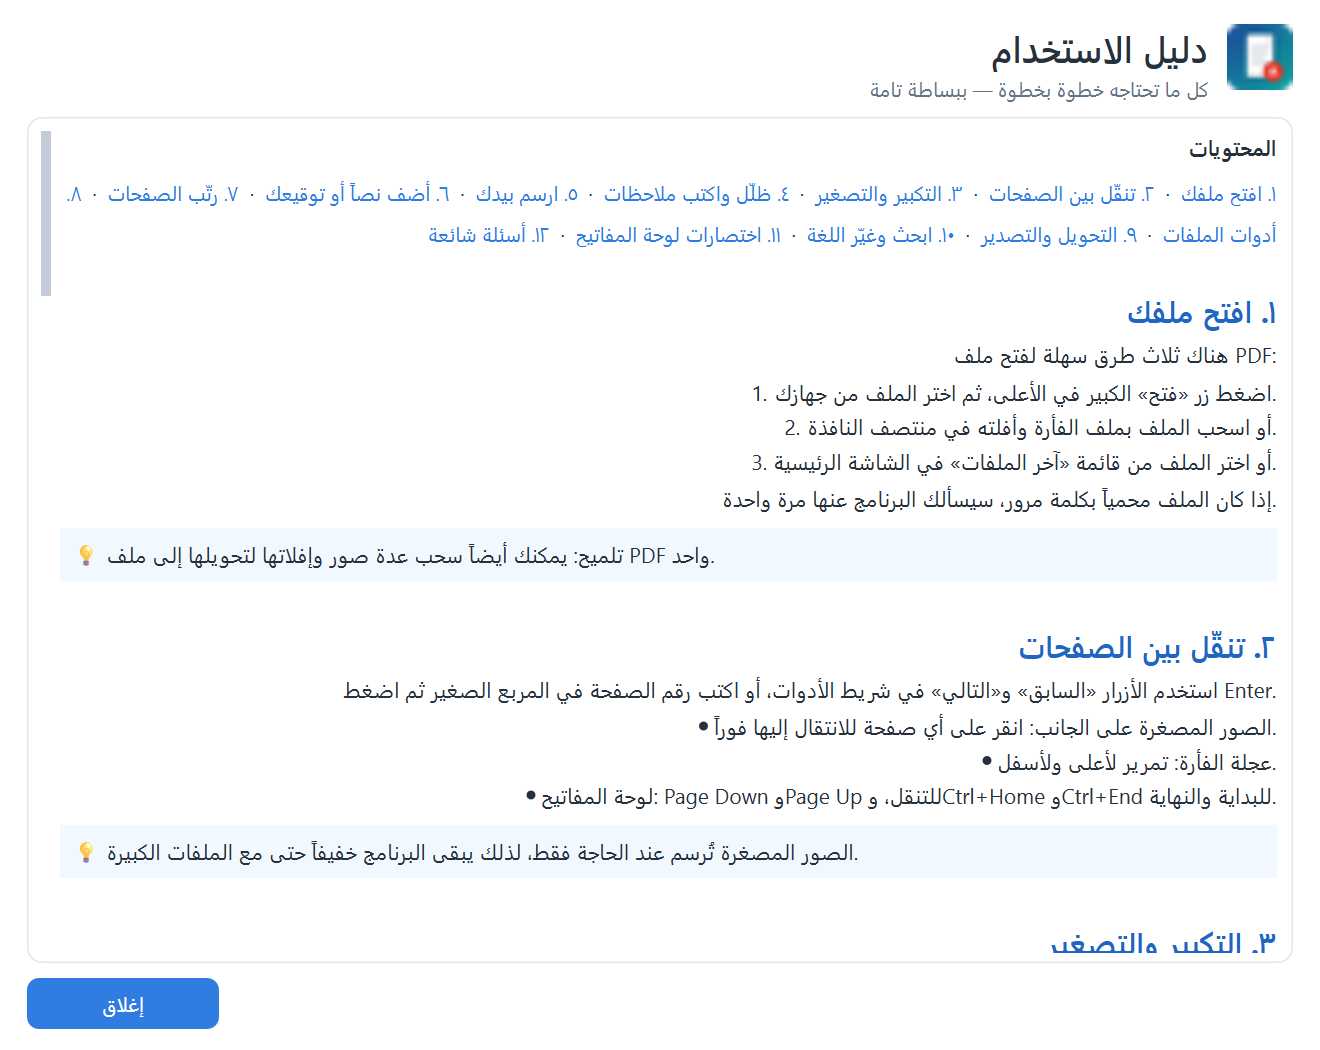 دليل الاستخدام
كل ما تحتاجه خطوة بخطوة — ببساطة تامة
المحتويات
١. افتح ملفك · ٢. تنقّل بين الصفحات · ٣. التكبير والتصغير · ٤. ظلّل واكتب ملاحظات · ٥. ارسم بيدك · ٦. أضف نصاً أو توقيعك · ٧. رتّب الصفحات · ٨.
أدوات الملفات · ٩. التحويل والتصدير · ١٠. ابحث وغيّر اللغة · ١١. اختصارات لوحة المفاتيح · ١٢. أسئلة شائعة
١. افتح ملفك
هناك ثلاث طرق سهلة لفتح ملف PDF:
1. اضغط زر «فتح» الكبير في الأعلى، ثم اختر الملف من جهازك.
2. أو اسحب الملف بملف الفأرة وأفلته في منتصف النافذة.
3. أو اختر الملف من قائمة «آخر الملفات» في الشاشة الرئيسية.
إذا كان الملف محمياً بكلمة مرور، سيسألك البرنامج عنها مرة واحدة.
💡 تلميح: يمكنك أيضاً سحب عدة صور وإفلاتها لتحويلها إلى ملف PDF واحد.
٢. تنقّل بين الصفحات
استخدم الأزرار «السابق» و«التالي» في شريط الأدوات، أو اكتب رقم الصفحة في المربع الصغير ثم اضغط Enter.
• الصور المصغرة على الجانب: انقر على أي صفحة للانتقال إليها فوراً.
• عجلة الفأرة: تمرير لأعلى ولأسفل.
• لوحة المفاتيح: Page Down وPage Up للتنقل، و Ctrl+Home وCtrl+End للبداية والنهاية.
💡 الصور المصغرة تُرسم عند الحاجة فقط، لذلك يبقى البرنامج خفيفاً حتى مع الملفات الكبيرة.
٣. التكبير والتصغير
إغلاق